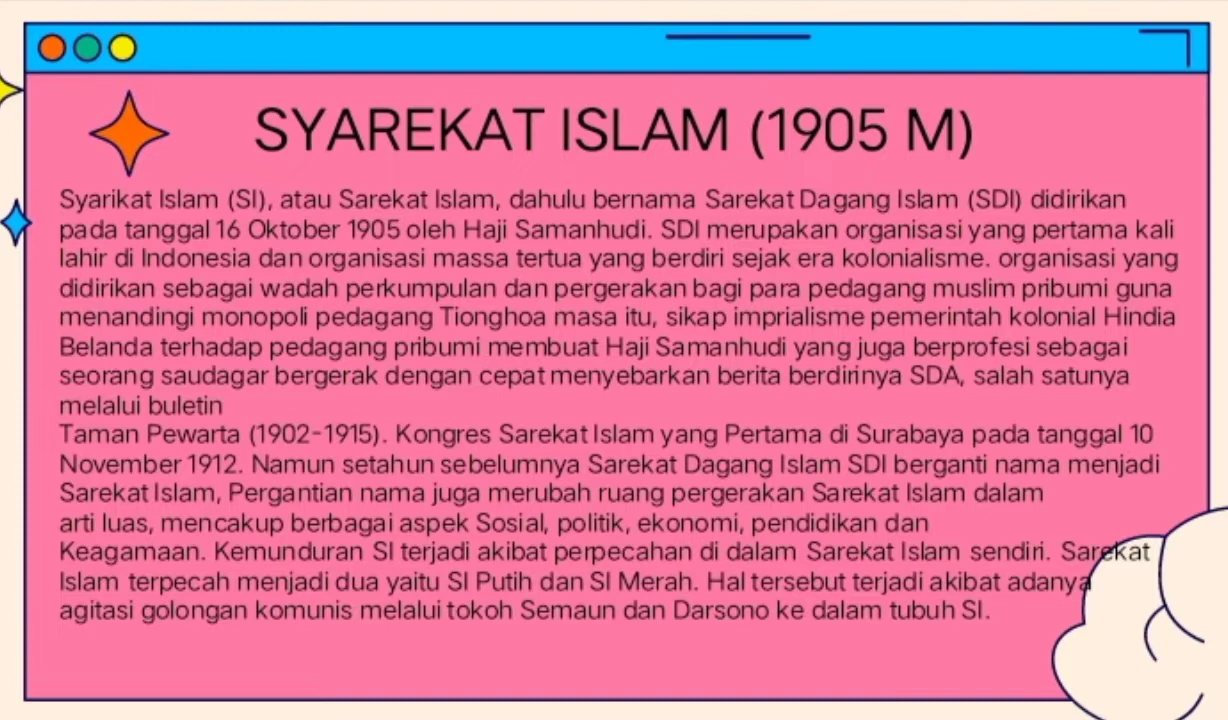 SYAREKAT ISLAM (1905 M)
Syarikat Islam (SI), atau Sarekat Islam, dahulu bernama Sarekat Dagang Islam (SDI) didirikan
pada tanggal 16 Oktober 1905 oleh Haji Samanhudi. SDI merupakan organisasi yang pertama kali
lahir di Indonesia dan organisasi massa tertua yang berdiri sejak era kolonialisme. organisasi yang
didirikan sebagai wadah perkumpulan dan pergerakan bagi para pedagang muslim pribumi guna
menandingi monopoli pedagang Tionghoa masa itu, sikap imprialisme pemerintah kolonial Hindia
Belanda terhadap pedagang pribumi membuat Haji Samanhudi yang juga berprofesi sebagai
seorang saudagar bergerak dengan cepat menyebarkan berita berdirinya SDA, salah satunya
melalui buletin
Taman Pewarta (1902-1915). Kongres Sarekat Islam yang Pertama di Surabaya pada tanggal 10
November 1912. Namun setahun sebelumnya Sarekat Dagang Islam SDI berganti nama menjadi
Sarekat Islam, Pergantian nama juga merubah ruang pergerakan Sarekat Islam dalam
arti luas, mencakup berbagai aspek Sosial, politik, ekonomi, pendidikan dan
Keagamaan. Kemunduran SI terjadi akibat perpecahan di dalam Sarekat Islam sendiri. Sarekat
Islam terpecah menjadi dua yaitu SI Putih dan SI Merah. Hal tersebut terjadi akibat adanya
agitasi golongan komunis melalui tokoh Semaun dan Darsono ke dalam tubuh SI.